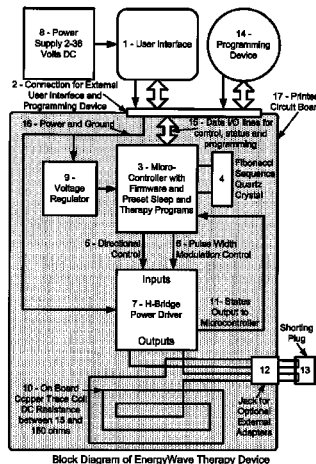 8 - Power
Supply 2-36
Volts DC
1 - User Interface
14 -
Programming
Device
2 - Connection for External
User Interface and
Programming Device
17 - Printed
Circuit Board
16 - Power and Ground
15 - Data I/O lines for
control, status and
programming
9 -
Voltage
Regulator
3 - Micro-
Controller with
Firmware and
Preset Sleep and
Therapy Programs
4
Fibonacci
Sequence
Quartz
Crystal
5 - Directional
Control
6 - Pulse Width
Modulation Control
Inputs
7 - H-Bridge
Power Driver
Outputs
11 - Status
Output to
Microcontroller
Shorting
Plug
12
13
10 - On Board
Copper Trace Coil
DC Resistance
between 15 and
150 ohms
Jack for
Optional
External
Adapters
Block Diagram of EnergyWave Therapy Device